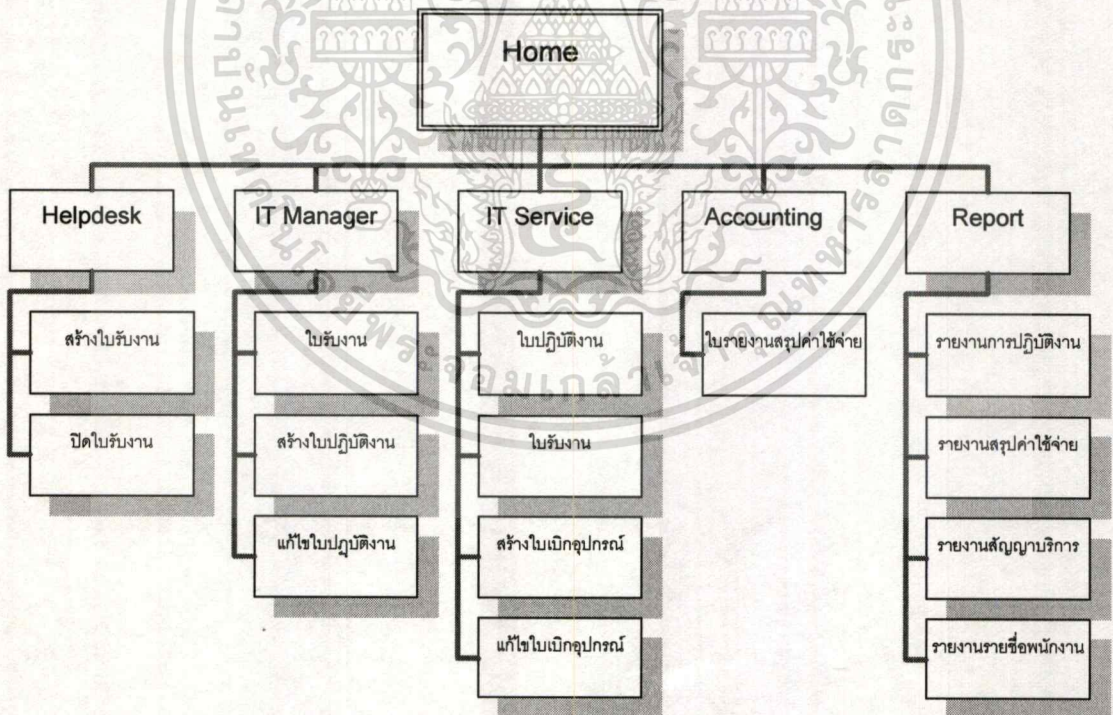 Home
Helpdesk
IT Manager
IT Service
Accounting
Report
สร้างใบรับงาน
ปิดใบรับงาน
ใบรับงาน
สร้างใบปฏิบัติงาน
แก้ไขใบปฏบัติงาน
ใบปฏิบัติงาน
ใบรับงาน
สร้างใบเบิกอุปกรณ์
แก้ไขใบเบิกอุปกรณ์
ใบรายงานสรุปค่าใช้จ่าย
รายงานการปฏิบัติงาน
รายงานสรุปค่าใช้จ่าย
รายงานสัญญาบริการ
รายงานรายชื่อพนักงาน